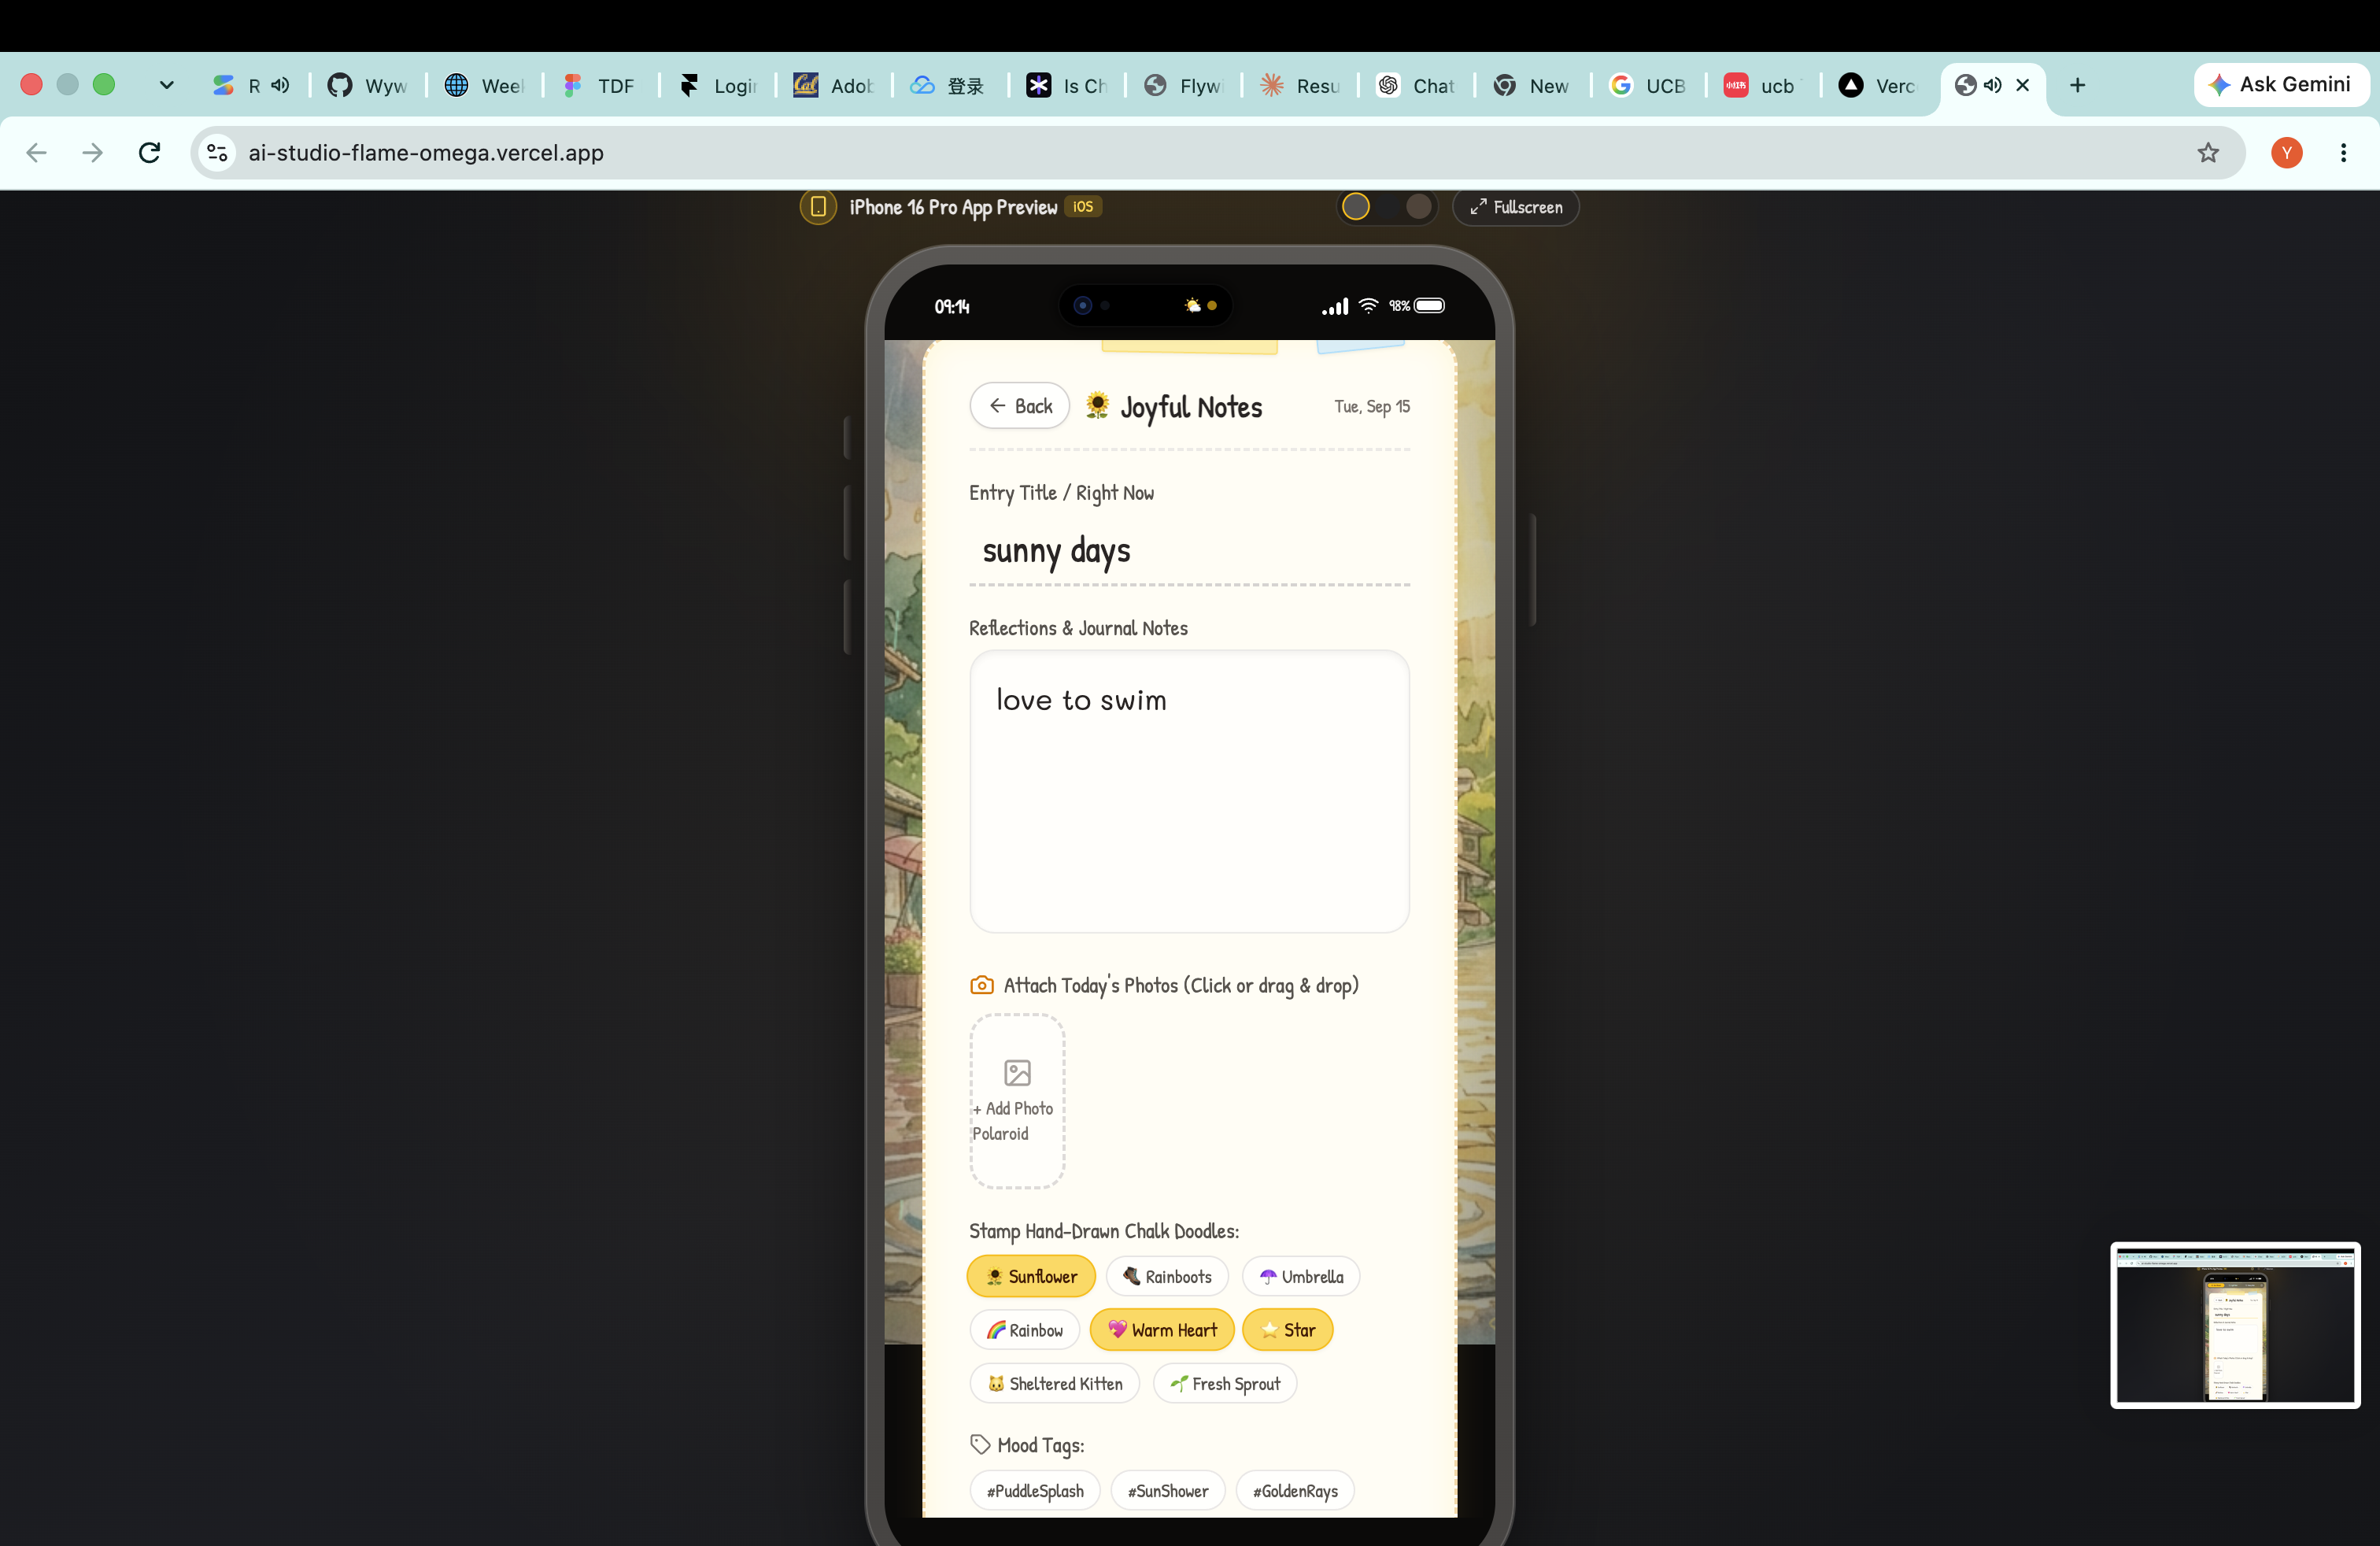 R
Wyw
Week
TDF
Login
Adob
登录
Is Ch
Flywi
Resu
Chat
New
UCB
ucb
Verc
Ask Gemini
ai-studio-flame-omega.vercel.app
Y
iPhone 16 Pro App Preview iOS
Fullscreen
09:14
98%
Back
Joyful Notes
Tue, Sep 15
Entry Title / Right Now
sunny days
Reflections & Journal Notes
love to swim
Attach Today's Photos (Click or drag & drop)
+ Add Photo
Polaroid
Stamp Hand-Drawn Chalk Doodles:
Sunflower Rainboots Umbrella
Rainbow Warm Heart Star
Sheltered Kitten Fresh Sprout
Mood Tags:
#PuddleSplash #SunShower #GoldenRays